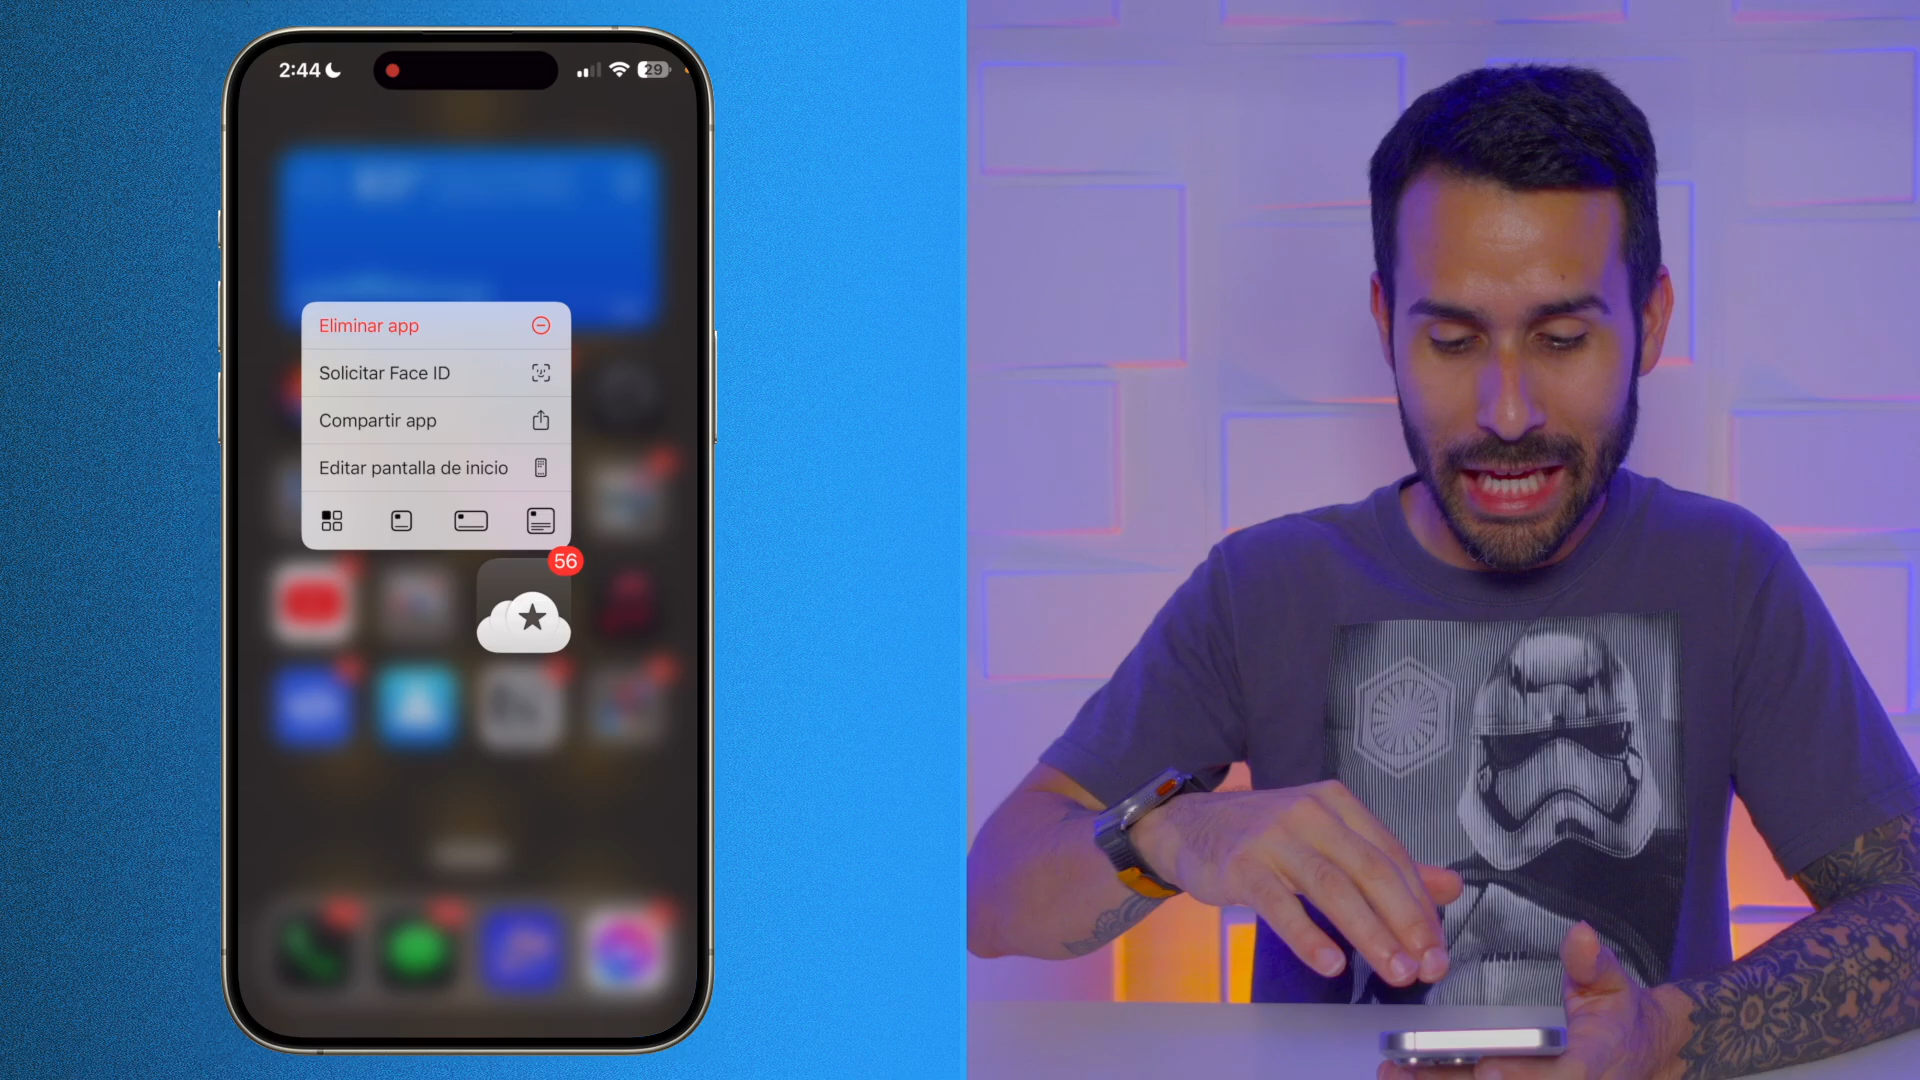 2:44
29
Eliminar app
Solicitar Face ID
Compartir app
Editar pantalla de inicio
56